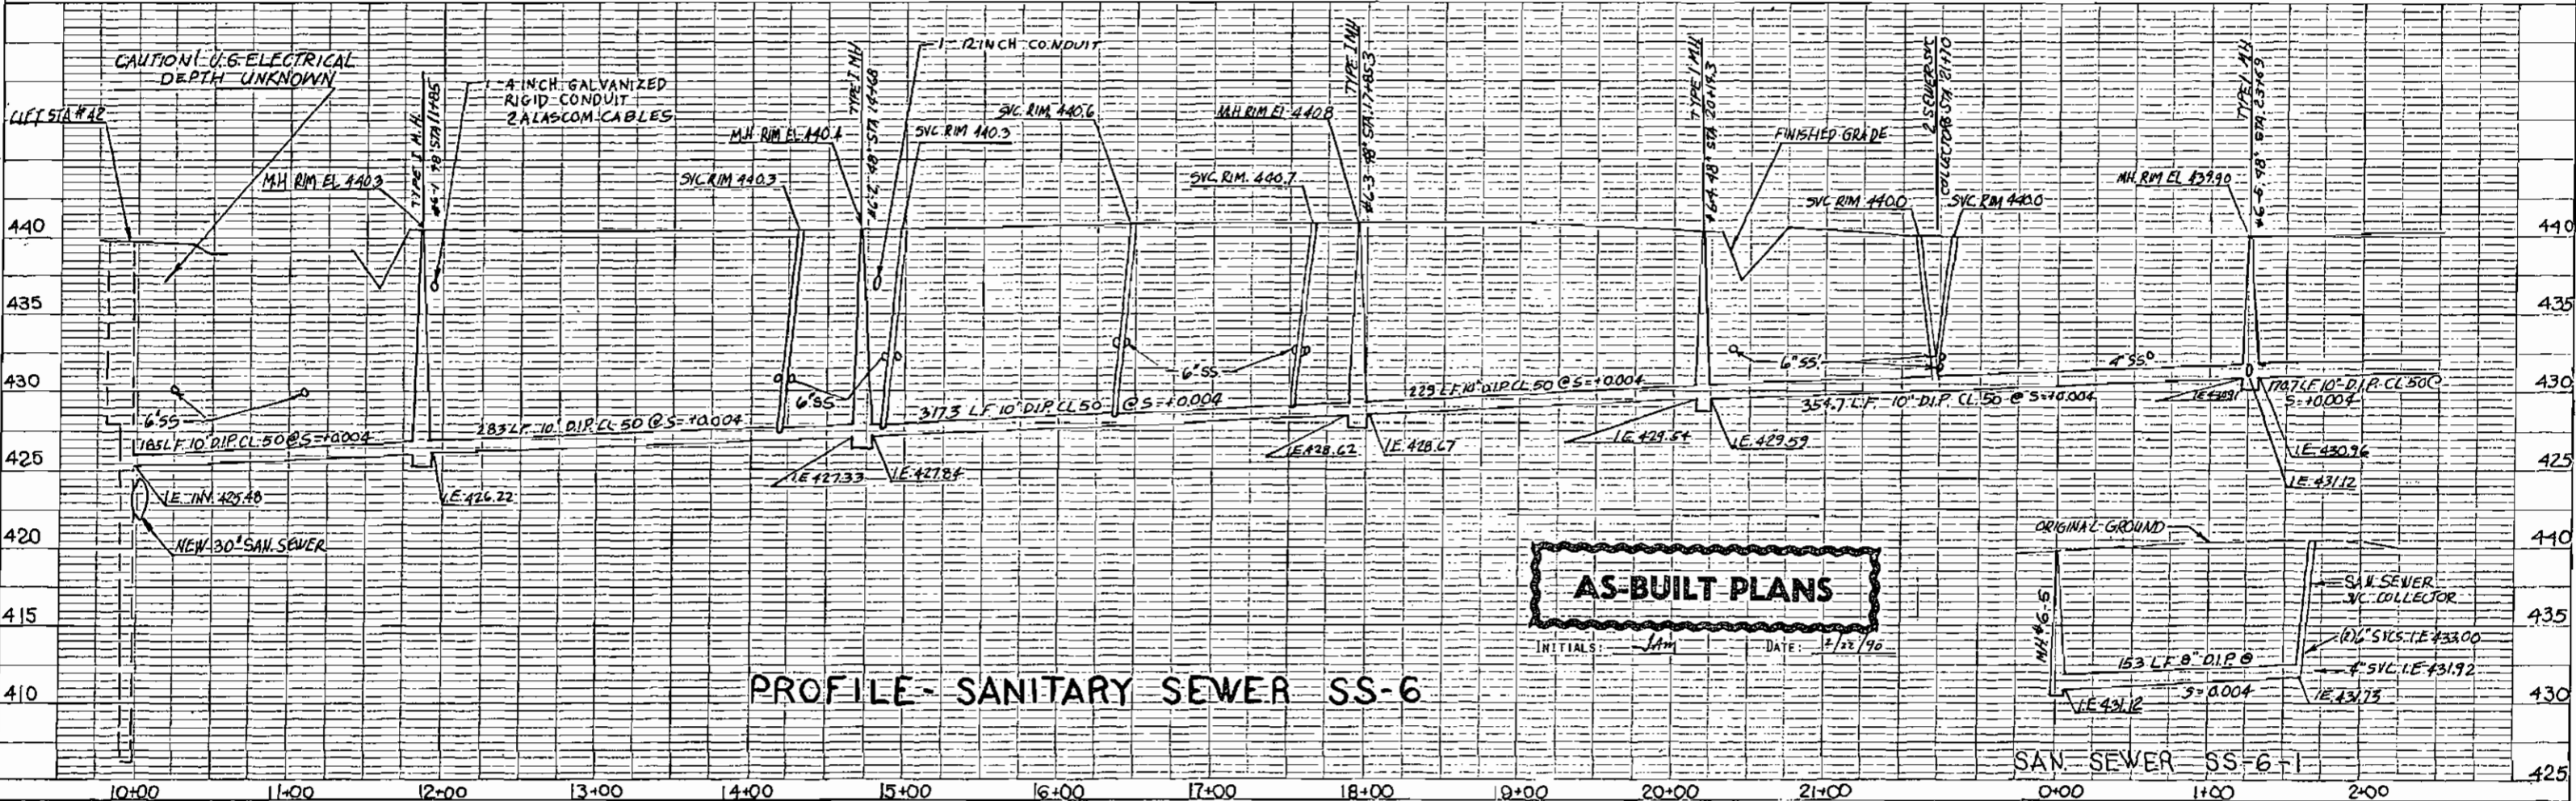 CAUTION! U.G. ELECTRICAL
DEPTH UNKNOWN
LIFT STA #42
1 - 4 INCH GALVANIZED
RIGID CONDUIT
2 ALASCOM CABLES
TYPE I M.H.
#6-1 48" STA 11+85
M.H. RIM EL 440.3
1 - 12 INCH CONDUIT
TYPE I MH
#6-2 48" STA 14+68
M.H. RIM EL. 440.4
SVC RIM 440.3
SVC. RIM 440.3
SVC. RIM. 440.6
MH RIM EL 440.8
SVC. RIM. 440.7
TYPE I MH
#6-3 48" STA. 17+85.3
TYPE I MH
48" STA 20+14.3
FINISHED GRADE
2 SEWER SVC
COLLECTORS STA 21+70
SVC RIM 440.0
SVC RIM 440.0
MH. RIM EL 439.90
TYPE I MH
#6-5 48" STA. 23+69
440
435
430
425
420
415
410
440
435
430
425
6"SS
6"SS
6"SS
6"SS
4"SS
185 LF 10" D.I.P. CL. 50 @ S=+0.004
283 LF. 10" D.I.P. CL 50 @ S=+0.004
317.3 L.F. 10" D.I.P. CL 50 @ S=+0.004
229 L.F. 10" D.I.P. CL. 50 @ S=+0.004
354.7 L.F. 10" D.I.P. CL. 50 @ S=+0.004
LF 10" D.I.P. CL 50 @
S=+0.004
I.E. INV. 425.48
I.E. 426.22
I.E. 427.33
I.E. 427.84
I.E. 428.62
I.E. 428.67
I.E. 429.54
I.E. 429.59
I.E. 430.96
I.E. 431.12
NEW 30" SAN. SEWER
AS-BUILT PLANS
INITIALS:
DATE:
PROFILE - SANITARY SEWER SS-6
ORIGINAL GROUND
440
435
430
425
MH #6-5
SAN. SEWER
SVC. COLLECTOR
(2) 6" SVCS. I.E 433.00
4" SVC. I.E 431.92
153 LF 8" D.I.P. @
S=0.004
I.E 431.12
I.E. 431.73
SAN. SEWER SS-6-1
10+00 11+00 12+00 13+00 14+00 15+00 16+00 17+00 18+00 19+00 20+00 21+00 0+00 1+00 2+00